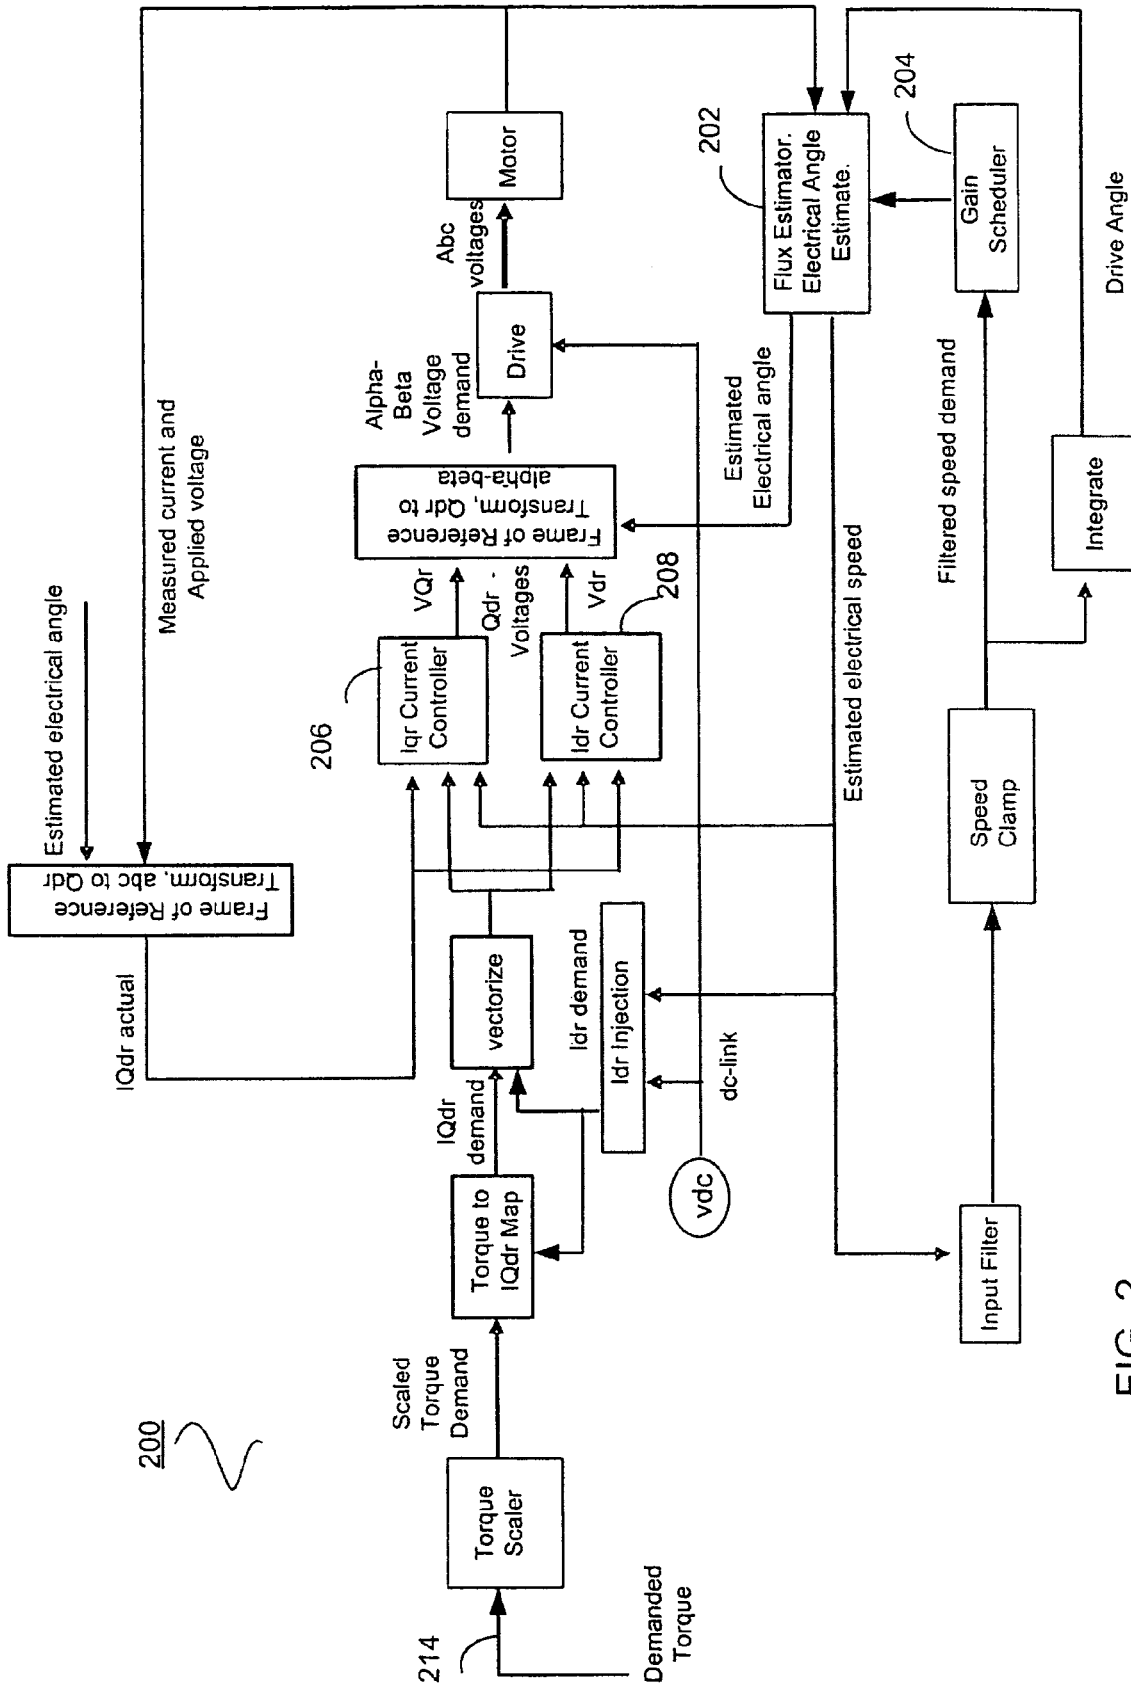 200
214
Demanded
Torque
Torque
Scaler
Scaled
Torque
Demand
Torque to
IQdr Map
IQdr
demand
vectorize
IQdr actual
Frame of Reference
Transform, abc to Qdr
Estimated electrical angle
Measured current and
Applied voltage
Idr demand
Idr Injection
vdc
dc-link
206
Iqr Current
Controller
Idr Current
Controller
208
VQr
Qdr -
Voltages
Vdr
Frame of Reference
Transform, Qdr to
alpha-beta
Alpha-
Beta
Voltage
demand
Drive
Abc
voltages
Motor
Estimated
Electrical angle
Estimated electrical speed
202
Flux Estimator.
Electrical Angle
Estimate.
204
Gain
Scheduler
Filtered speed demand
Input Filter
Speed
Clamp
Integrate
Drive Angle
FIG. 2